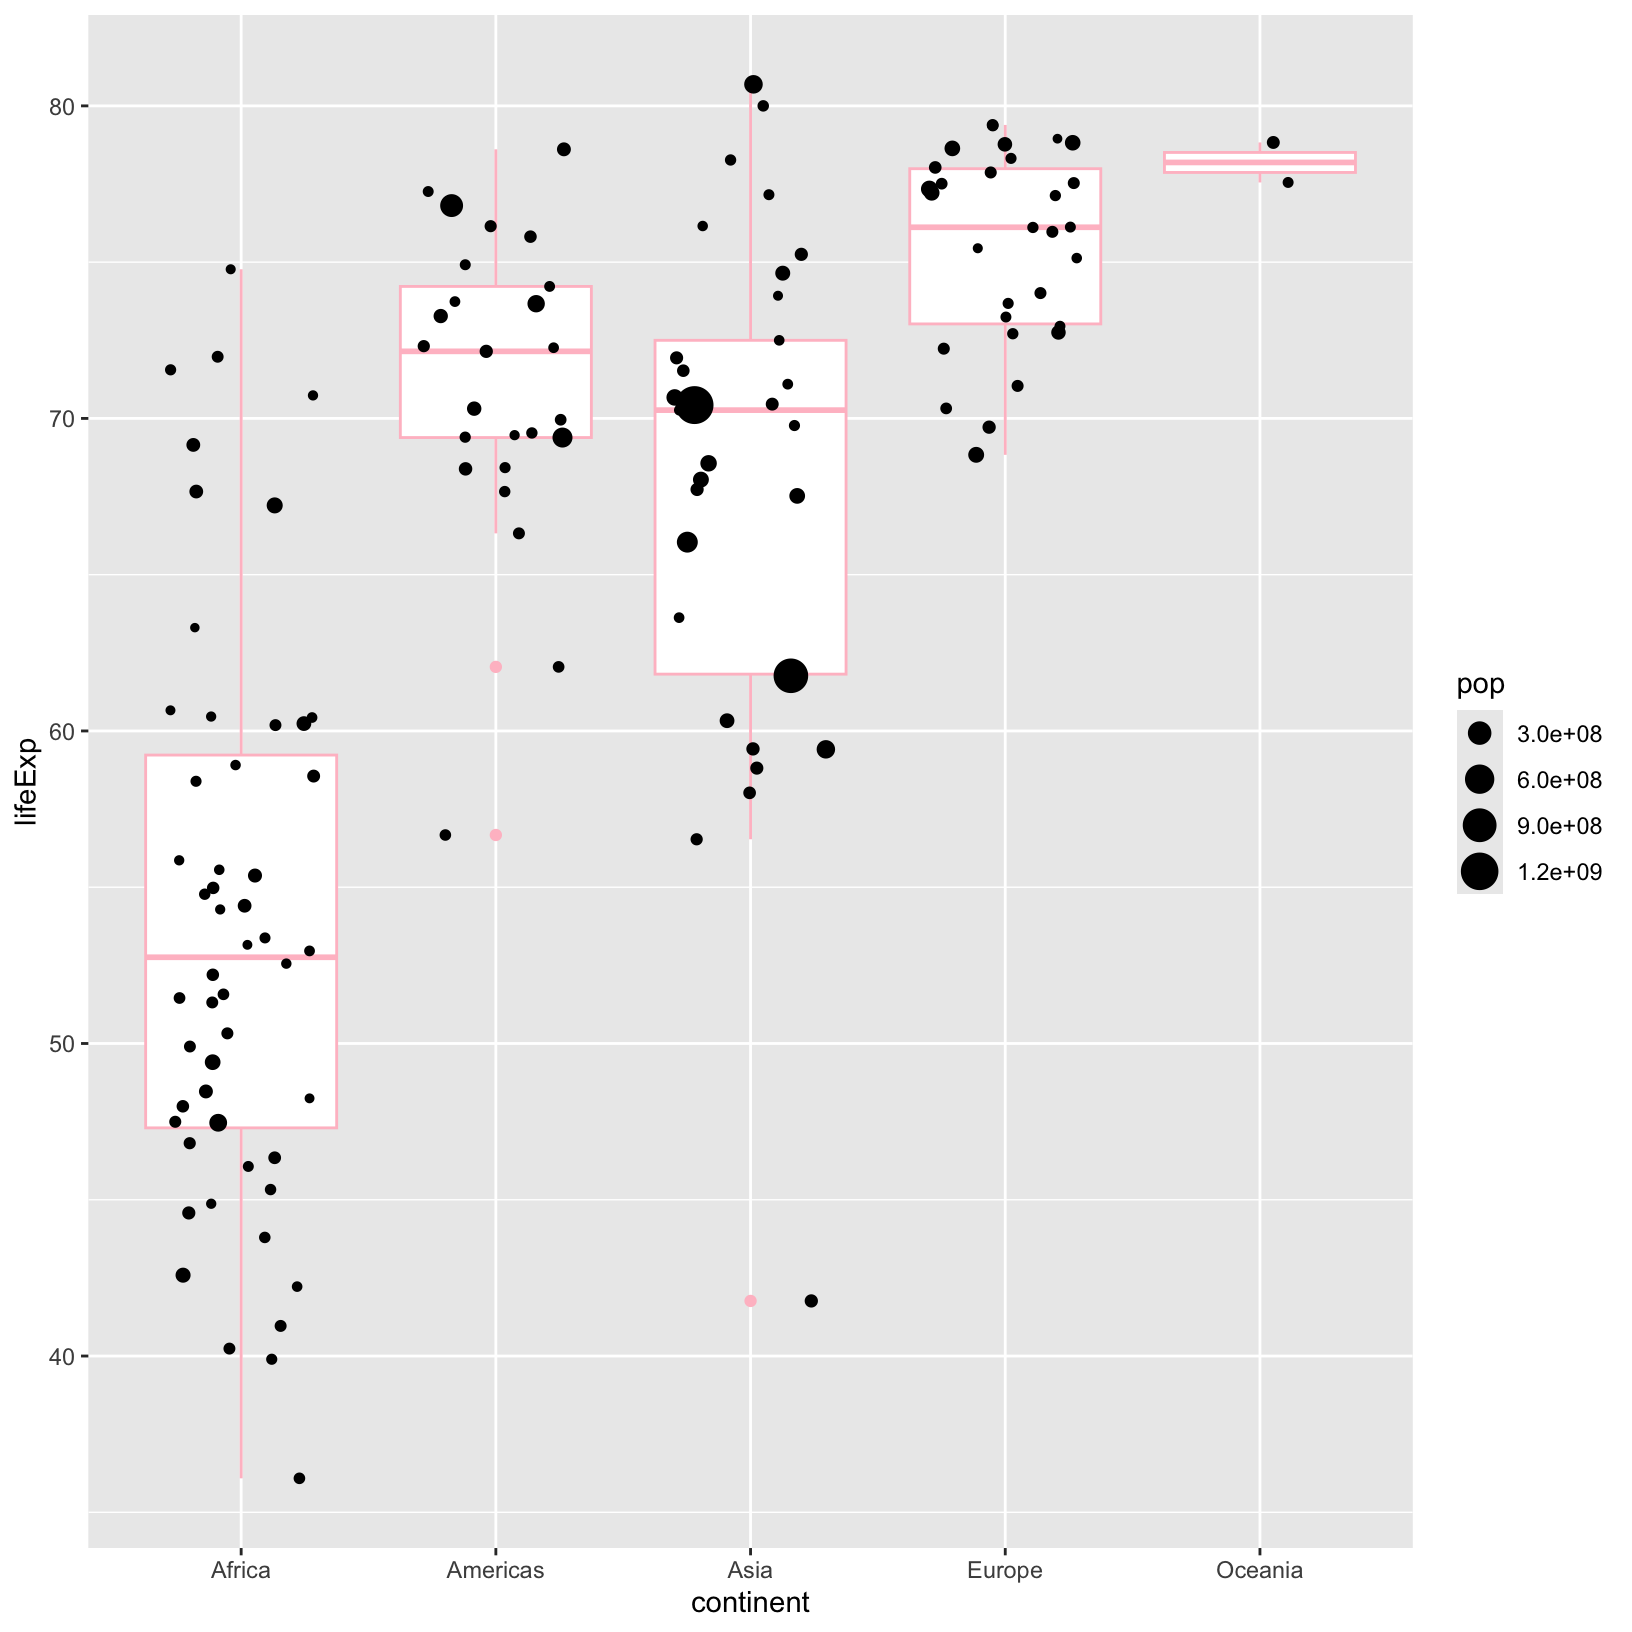 80
70
60
50
40
lifeExp
Africa
Americas
Asia
Europe
Oceania
continent
pop
3.0e+08
6.0e+08
9.0e+08
1.2e+09